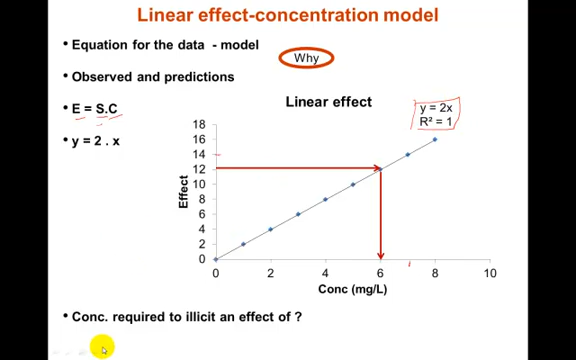 Linear effect-concentration model
• Equation for the data - model
Why
• Observed and predictions
• E = S.C
• y = 2 . x
Linear effect
y = 2x
R² = 1
18
16
14
12
10
8
6
4
2
0
Effect
0 2 4 6 8 10
Conc (mg/L)
• Conc. required to illicit an effect of ?